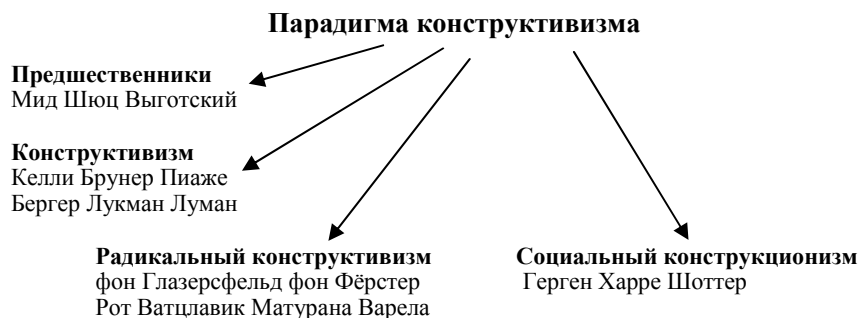 Парадигма конструктивизма
Предшественники
Мид Шюц Выготский
Конструктивизм
Келли Брунер Пиаже
Бергер Лукман Луман
Радикальный конструктивизм
фон Глазерсфельд фон Фёрстер
Рот Ватцлавик Матурана Варела
Социальный конструкционизм
Герген Харре Шоттер